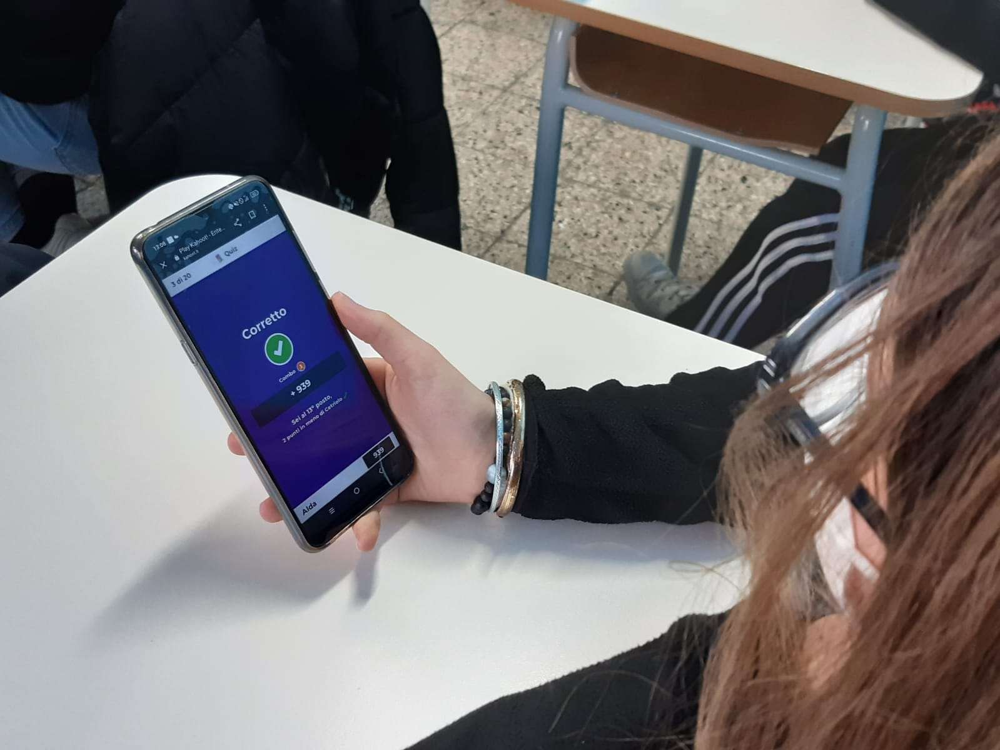 13:08
Play Kahoot! - Ente...
kahoot.it
3 di 20
Quiz
Corretto
Combo
+ 939
Sei al 13° posto,
2 punti in meno di Cetriolo
Alda
939